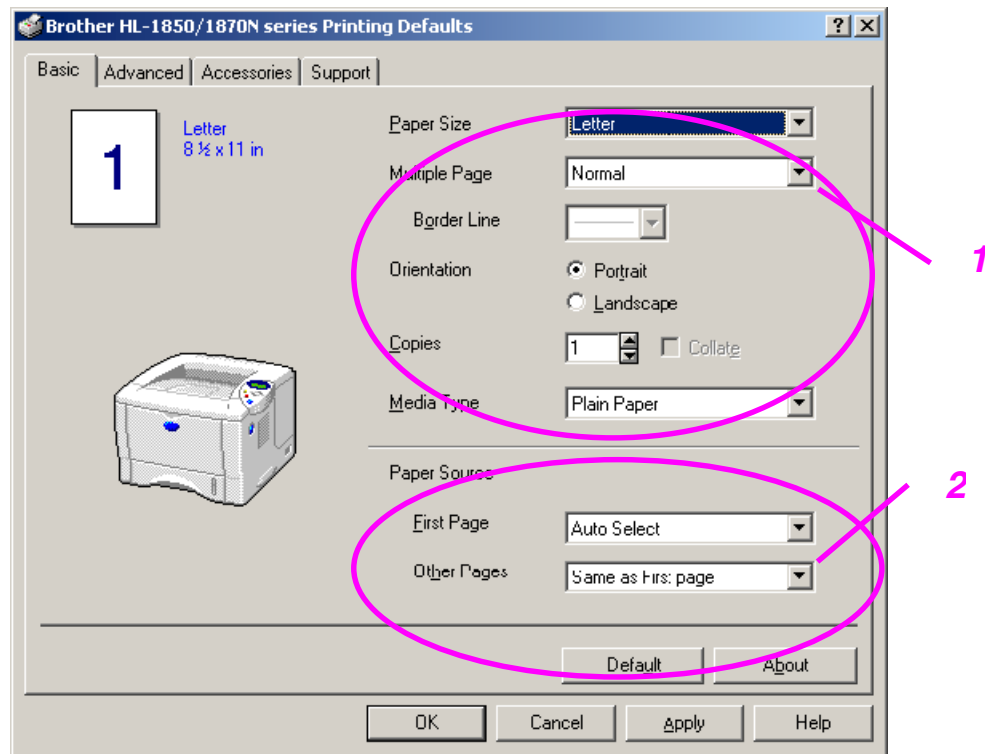 Brother HL-1850/1870N series Printing Defaults
Basic Advanced Accessories Support
1
Letter
8 ½ x 11 in
Paper Size Letter
Multiple Page Normal
Border Line
Orientation Portrait
Landscape
Copies 1 Collate
Media Type Plain Paper
1
Paper Source
First Page Auto Select
2
Other Pages Same as First page
Default About
OK Cancel Apply Help